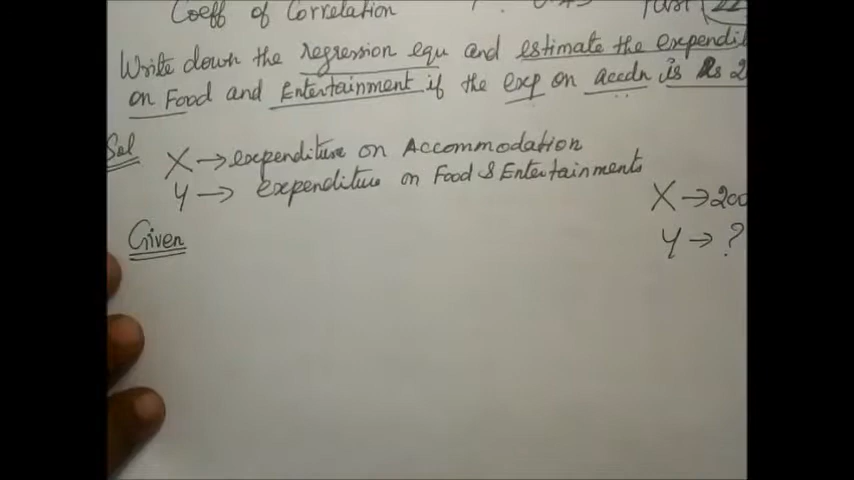 Coeff of Correlation
Write down the regression equ and estimate the expendi
on Food and Entertainment if the exp on accdn is Rs 2
Sol
X → expenditure on Accommodation
Y → expenditure on Food & Entertainments
X → 200
Y → ?
Given